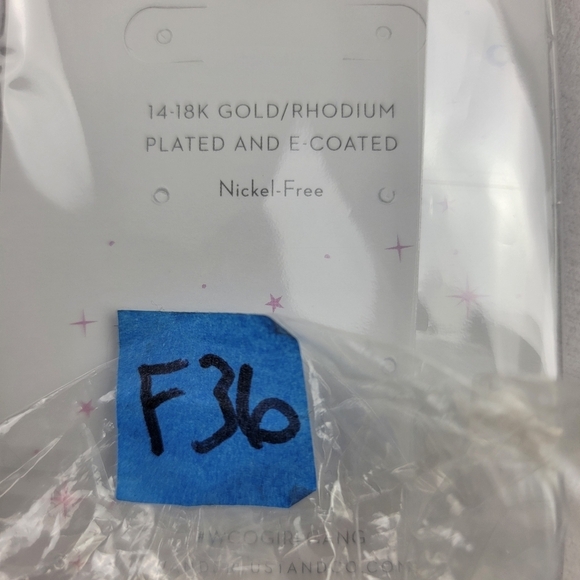 14-18K GOLD/RHODIUM
PLATED AND E-COATED
Nickel-Free
F36